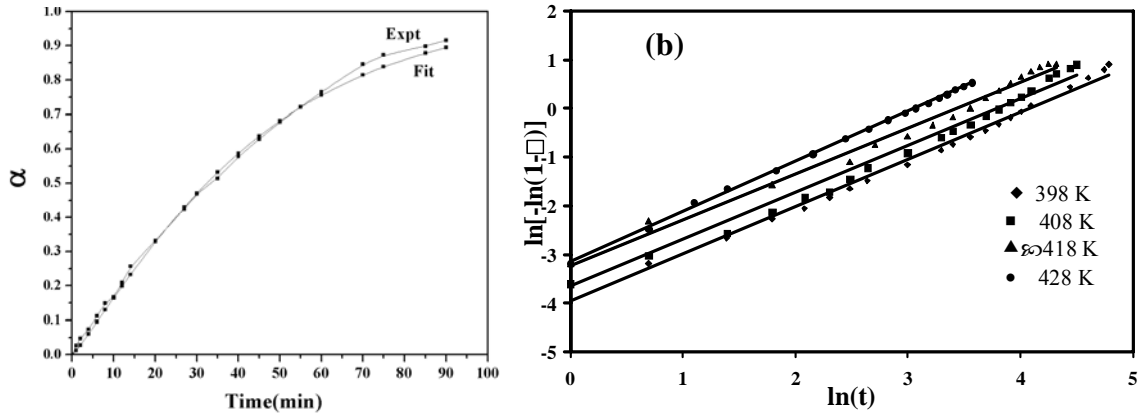 1.0
0.9
0.8
0.7
0.6
0.5
0.4
0.3
0.2
0.1
0.0
α
Expt
Fit
0 10 20 30 40 50 60 70 80 90 100
Time(min)
(b)
2
1
0
-1
-2
-3
-4
-5
ln[-ln(1-□)]
398 K
408 K
418 K
428 K
0 1 2 3 4 5
ln(t)